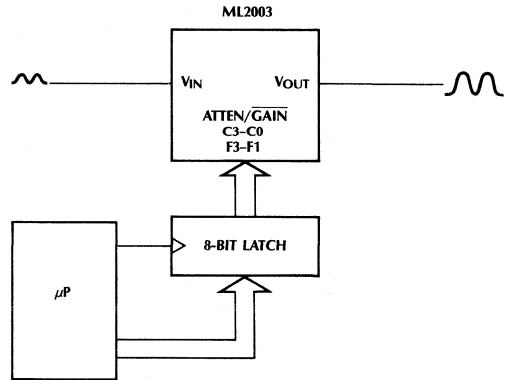 ML2003
VIN VOUT
ATTEN/GAIN
C3–C0
F3–F1
8-BIT LATCH
μP